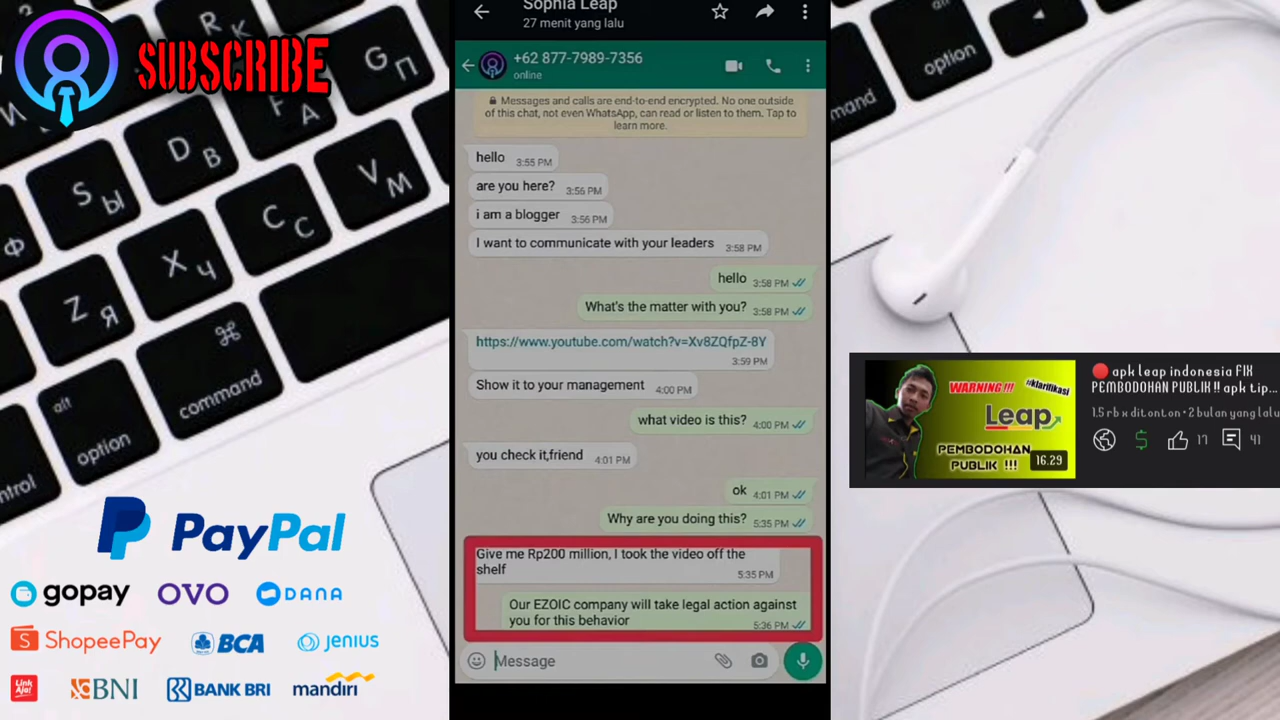 SUBSCRIBE
Sophia Leap
27 menit yang lalu
+62 877-7989-7356
online
Messages and calls are end-to-end encrypted. No one outside
of this chat, not even WhatsApp, can read or listen to them. Tap to
learn more.
hello 3:55 PM
are you here? 3:56 PM
i am a blogger 3:56 PM
I want to communicate with your leaders 3:58 PM
hello 3:58 PM
What's the matter with you? 3:58 PM
https://www.youtube.com/watch?v=Xv8ZQfpZ-8Y
3:59 PM
Show it to your management 4:00 PM
what video is this? 4:00 PM
you check it,friend 4:01 PM
ok 4:01 PM
Why are you doing this? 5:35 PM
Give me Rp200 million, I took the video off the
shelf
5:35 PM
Our EZOIC company will take legal action against
you for this behavior 5:36 PM
Message
PayPal
gopay OVO DANA
ShopeePay BCA jenius
LinkAja! BNI BANK BRI mandiri
WARNING!!! #klarifikasi
Leap
PEMBODOHAN
PUBLIK !!!
16.29
apk leap indonesia FIX
PEMBODOHAN PUBLIK !! apk tip...
1.5 rb x ditonton • 2 bulan yang lalu
17 41
K
R
G П
F A
D В
S Ы
V М
C С
X Ч
Z Я
Ф
И
⌘
command
alt
option
ntrol
alt
option
mand